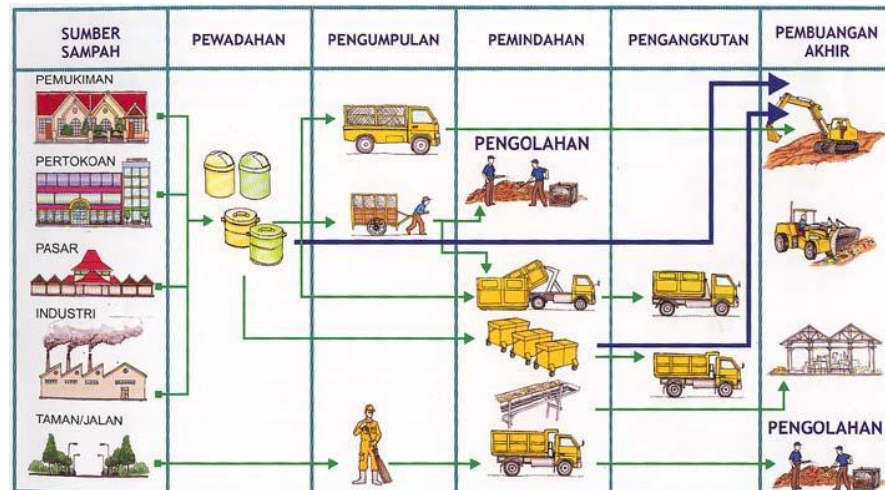 SUMBER
SAMPAH
PEWADAHAN
PENGUMPULAN
PEMINDAHAN
PENGANGKUTAN
PEMBUANGAN
AKHIR
PEMUKIMAN
PERTOKOAN
PASAR
INDUSTRI
TAMAN/JALAN
PENGOLAHAN
PENGOLAHAN